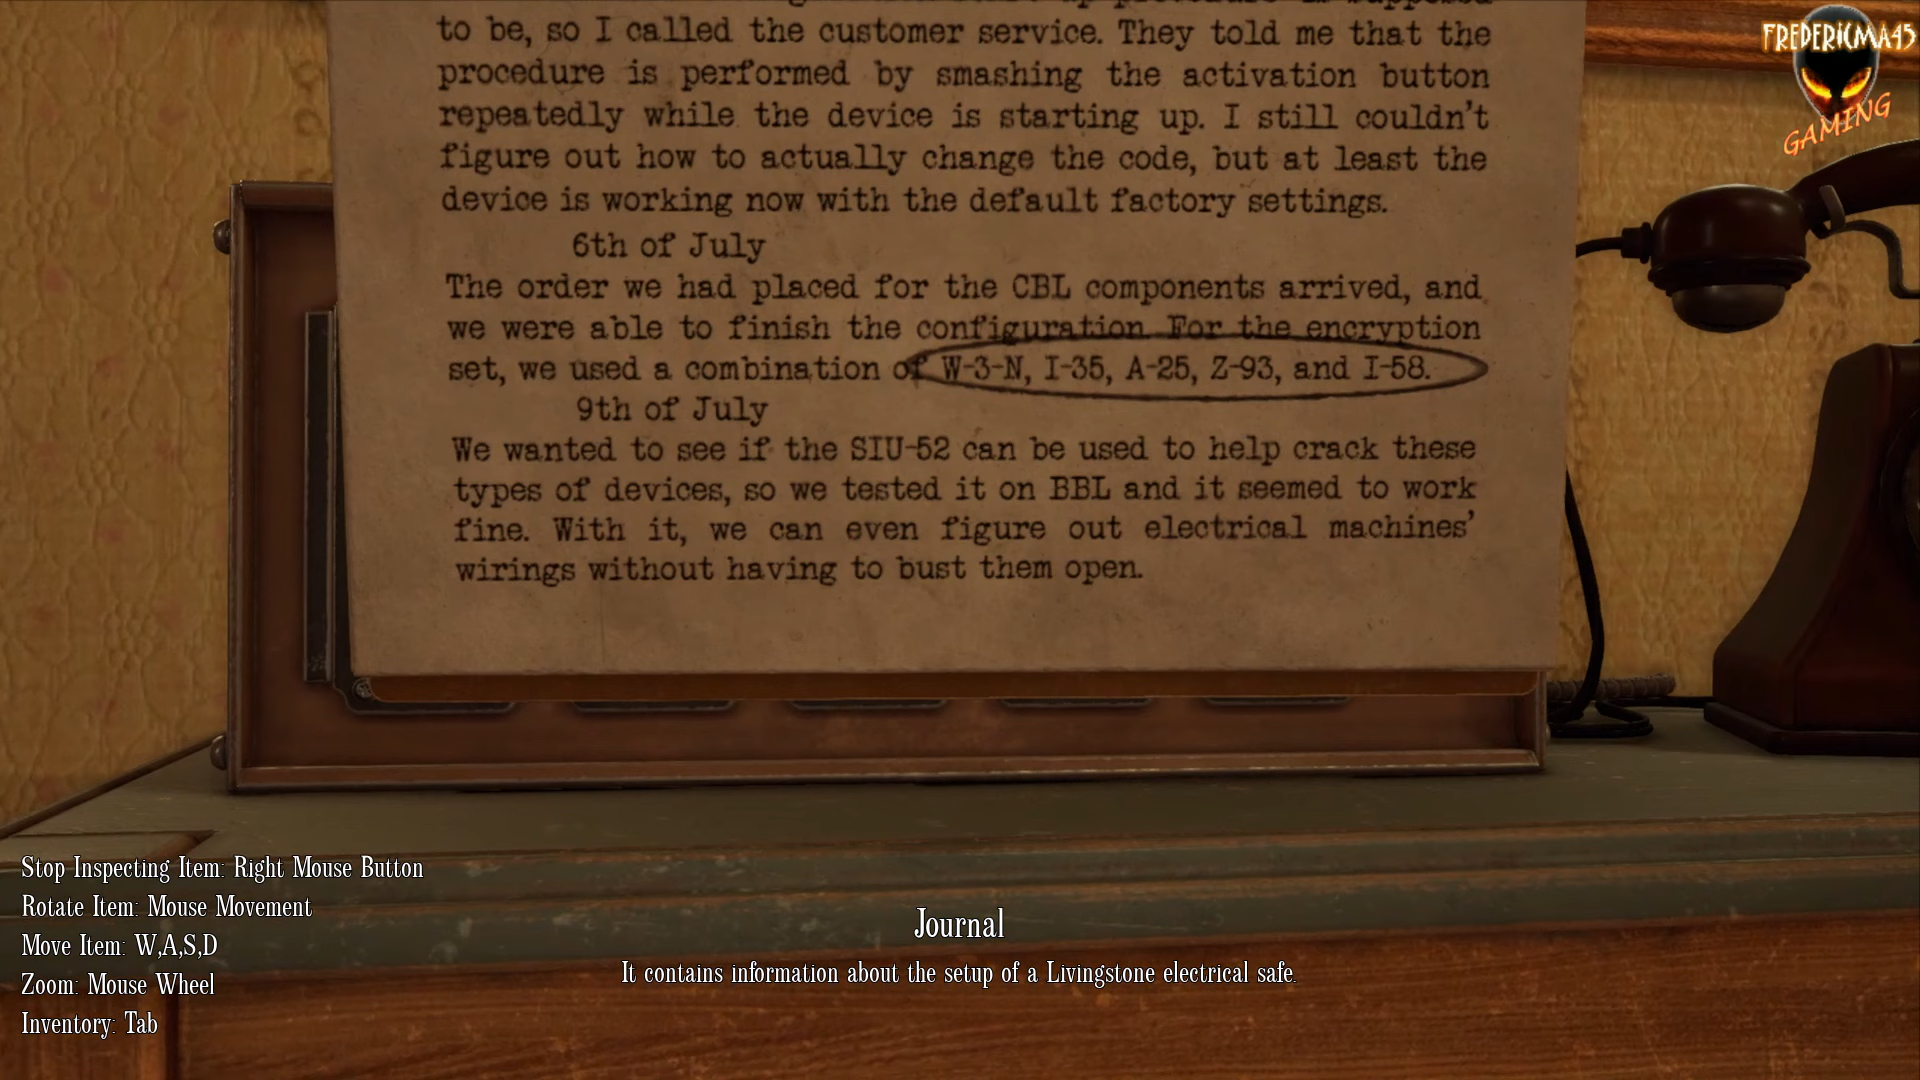 to be, so I called the customer service. They told me that the
procedure is performed by smashing the activation button
repeatedly while the device is starting up. I still couldn't
figure out how to actually change the code, but at least the
device is working now with the default factory settings.
6th of July
The order we had placed for the CBL components arrived, and
we were able to finish the configuration. For the encryption
set, we used a combination of W-3-N, I-35, A-25, Z-93, and I-58.
9th of July
We wanted to see if the SIU-52 can be used to help crack these
types of devices, so we tested it on BBL and it seemed to work
fine. With it, we can even figure out electrical machines'
wirings without having to bust them open.
FREDERICMA45
GAMING
Stop Inspecting Item: Right Mouse Button
Rotate Item: Mouse Movement
Move Item: W,A,S,D
Zoom: Mouse Wheel
Inventory: Tab
Journal
It contains information about the setup of a Livingstone electrical safe.